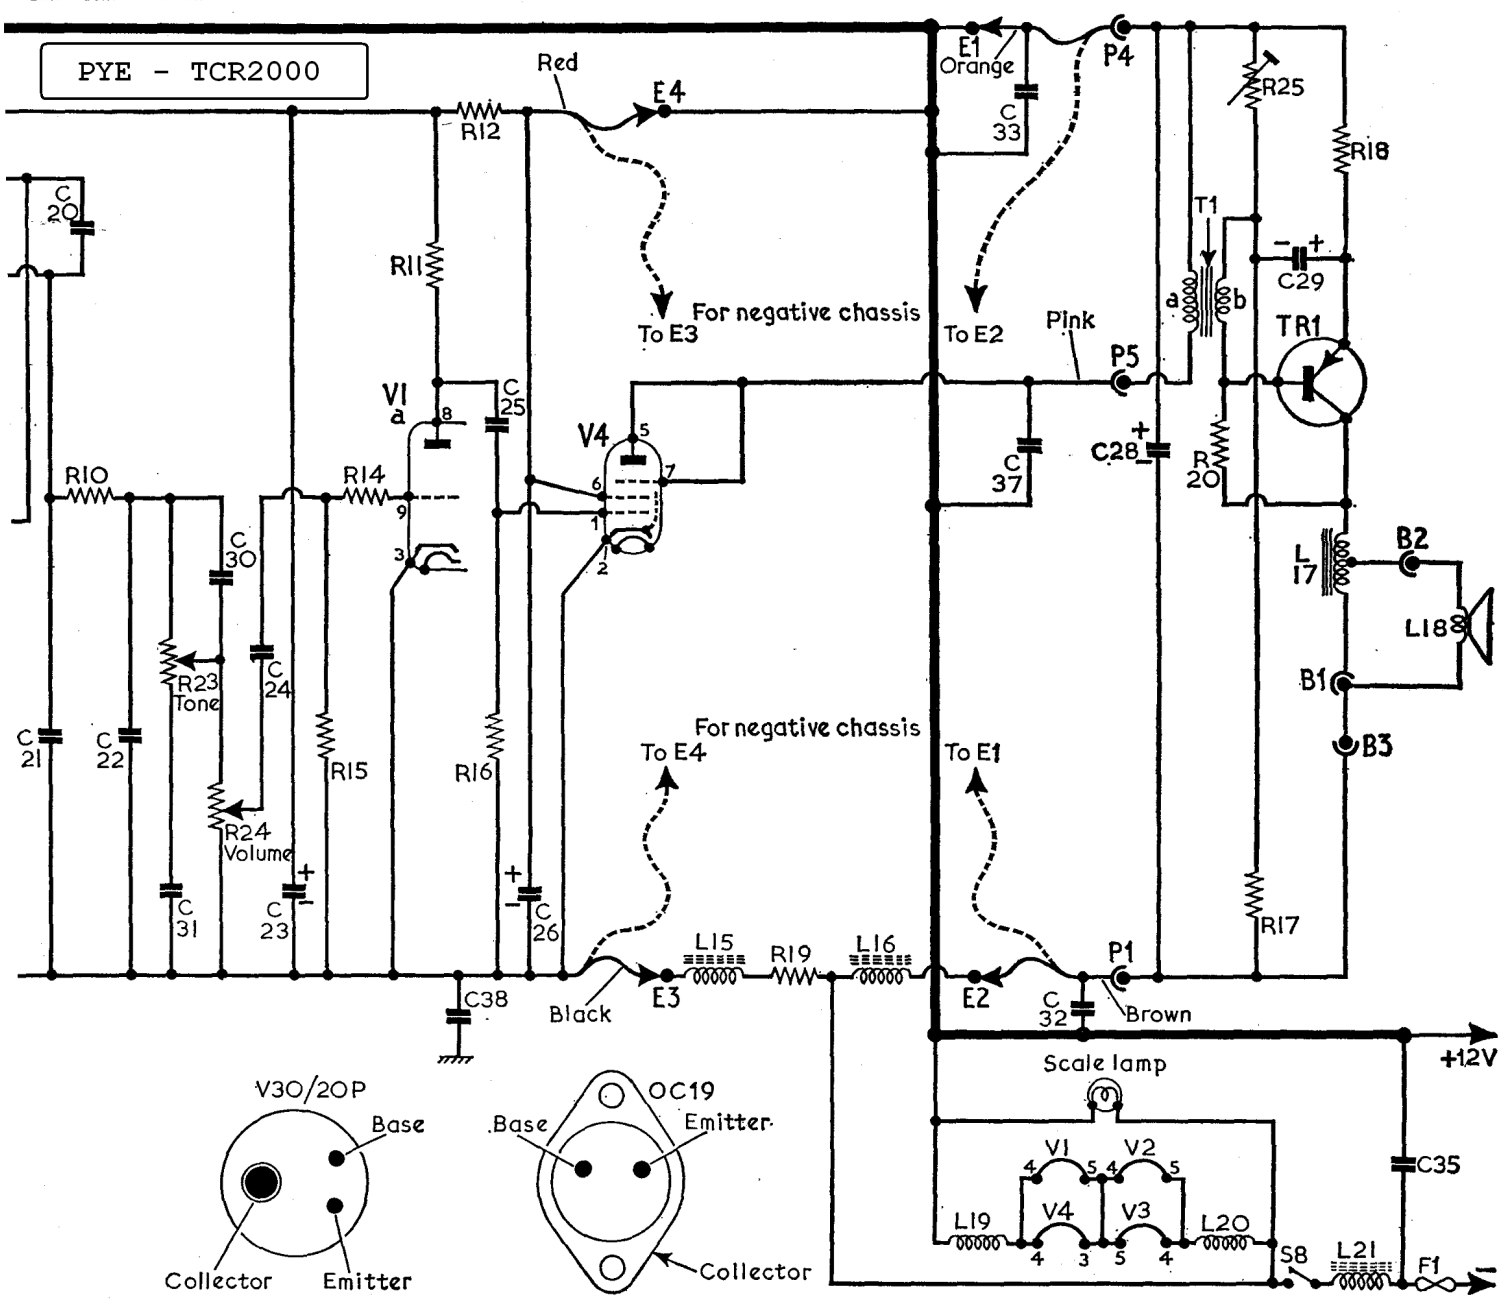 PYE - TCR2000
Red
E4
E1
Orange
P4
R25
R12
C
33
R18
C
20
T1
R11
- +
C29
a
b
For negative chassis
To E3
To E2
Pink
TR1
P5
V1
a
8
C
25
V4
5
+
C28
-
R10
R14
7
6
1
9
3
2
C
37
R
20
C
30
L
17
B2
L18
R23
Tone
C
24
B1
For negative chassis
To E4
To E1
B3
C
21
C
22
R15
R16
R24
Volume
+
-
C
31
C
23
+
-
C
26
R17
L15
R19
L16
P1
C38
Black
E3
E2
C
32
Brown
+12V
Scale lamp
V30/20P
Base
Collector
Emitter
OC19
Base
Emitter
Collector
V1
V2
4
5
4
5
C35
L19
V4
V3
L20
4
3
5
4
S8
L21
F1
-